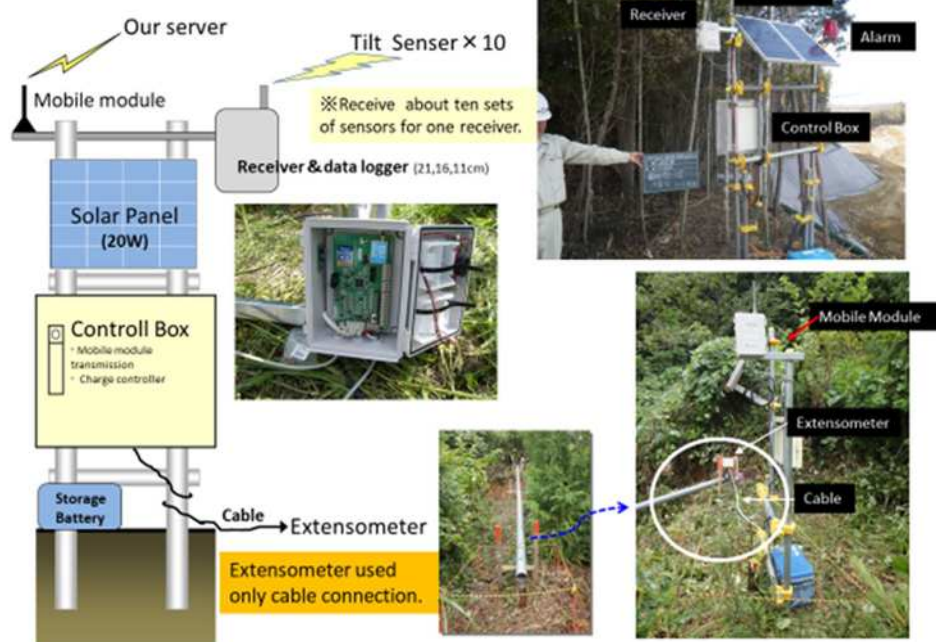 Our server
Tilt Senser×10
Mobile module
※Receive about ten sets
of sensors for one receiver.
Receiver & data logger (21,16,11cm)
Solar Panel
(20W)
Controll Box
・Mobile module
transmission
・Charge controller
Storage
Battery
Cable
Extensometer
Extensometer used
only cable connection.
Receiver
Alarm
Control Box
Mobile Module
Extensometer
Cable